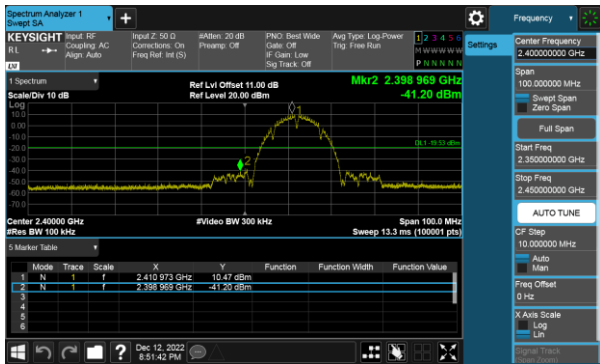 Spectrum Analyzer 1
Swept SA
+
Frequency
KEYSIGHT
Input: RF
Input Z: 50 Ω
#Atten: 20 dB
PNO: Best Wide
Avg Type: Log-Power
1 2 3 4 5 6
RL
Coupling: AC
Corrections: On
Preamp: Off
Gate: Off
Trig: Free Run
M W W W W W
Align: Auto
Freq Ref: Int (S)
IF Gain: Low
Sig Track: Off
P N N N N N
LXI
1 Spectrum
Scale/Div 10 dB
Ref Lvl Offset 11.00 dB
Ref Level 20.00 dBm
Mkr2 2.398 969 GHz
-41.20 dBm
Log
10.0
0.00
-10.0
-20.0
-30.0
-40.0
-50.0
-60.0
-70.0
1
2
DL1 -19.53 dBm
Center 2.40000 GHz
#Video BW 300 kHz
Span 100.0 MHz
#Res BW 100 kHz
Sweep 13.3 ms (100001 pts)
5 Marker Table
Mode Trace Scale X Y Function Function Width Function Value
1 N 1 f 2.410 973 GHz 10.47 dBm
2 N 1 f 2.398 969 GHz -41.20 dBm
3
4
5
6
Dec 12, 2022
8:51:42 PM
?
Settings
Center Frequency
2.400000000 GHz
Span
100.000000 MHz
Swept Span
Zero Span
Full Span
Start Freq
2.350000000 GHz
Stop Freq
2.450000000 GHz
AUTO TUNE
CF Step
10.000000 MHz
Auto
Man
Freq Offset
0 Hz
X Axis Scale
Log
Lin
Signal Track
(Span Zoom)